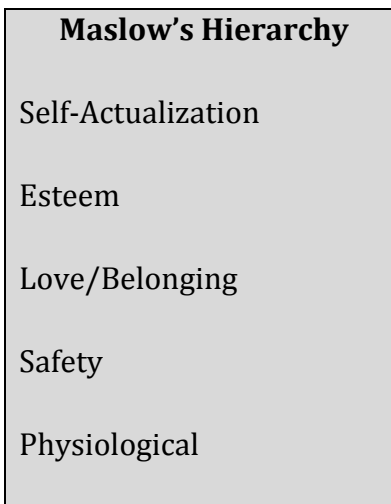 Maslow’s Hierarchy
Self-Actualization
Esteem
Love/Belonging
Safety
Physiological